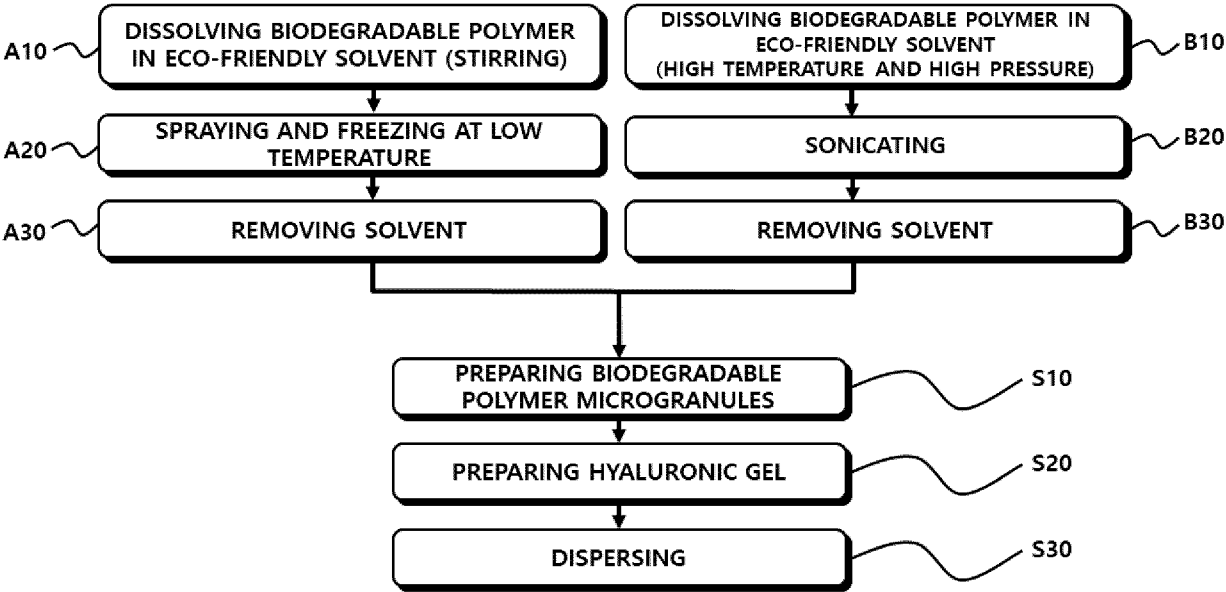 A10
DISSOLVING BIODEGRADABLE POLYMER
IN ECO-FRIENDLY SOLVENT (STIRRING)
DISSOLVING BIODEGRADABLE POLYMER IN
ECO-FRIENDLY SOLVENT
(HIGH TEMPERATURE AND HIGH PRESSURE)
B10
A20
SPRAYING AND FREEZING AT LOW
TEMPERATURE
SONICATING
B20
A30
REMOVING SOLVENT
REMOVING SOLVENT
B30
PREPARING BIODEGRADABLE
POLYMER MICROGRANULES
S10
PREPARING HYALURONIC GEL
S20
DISPERSING
S30